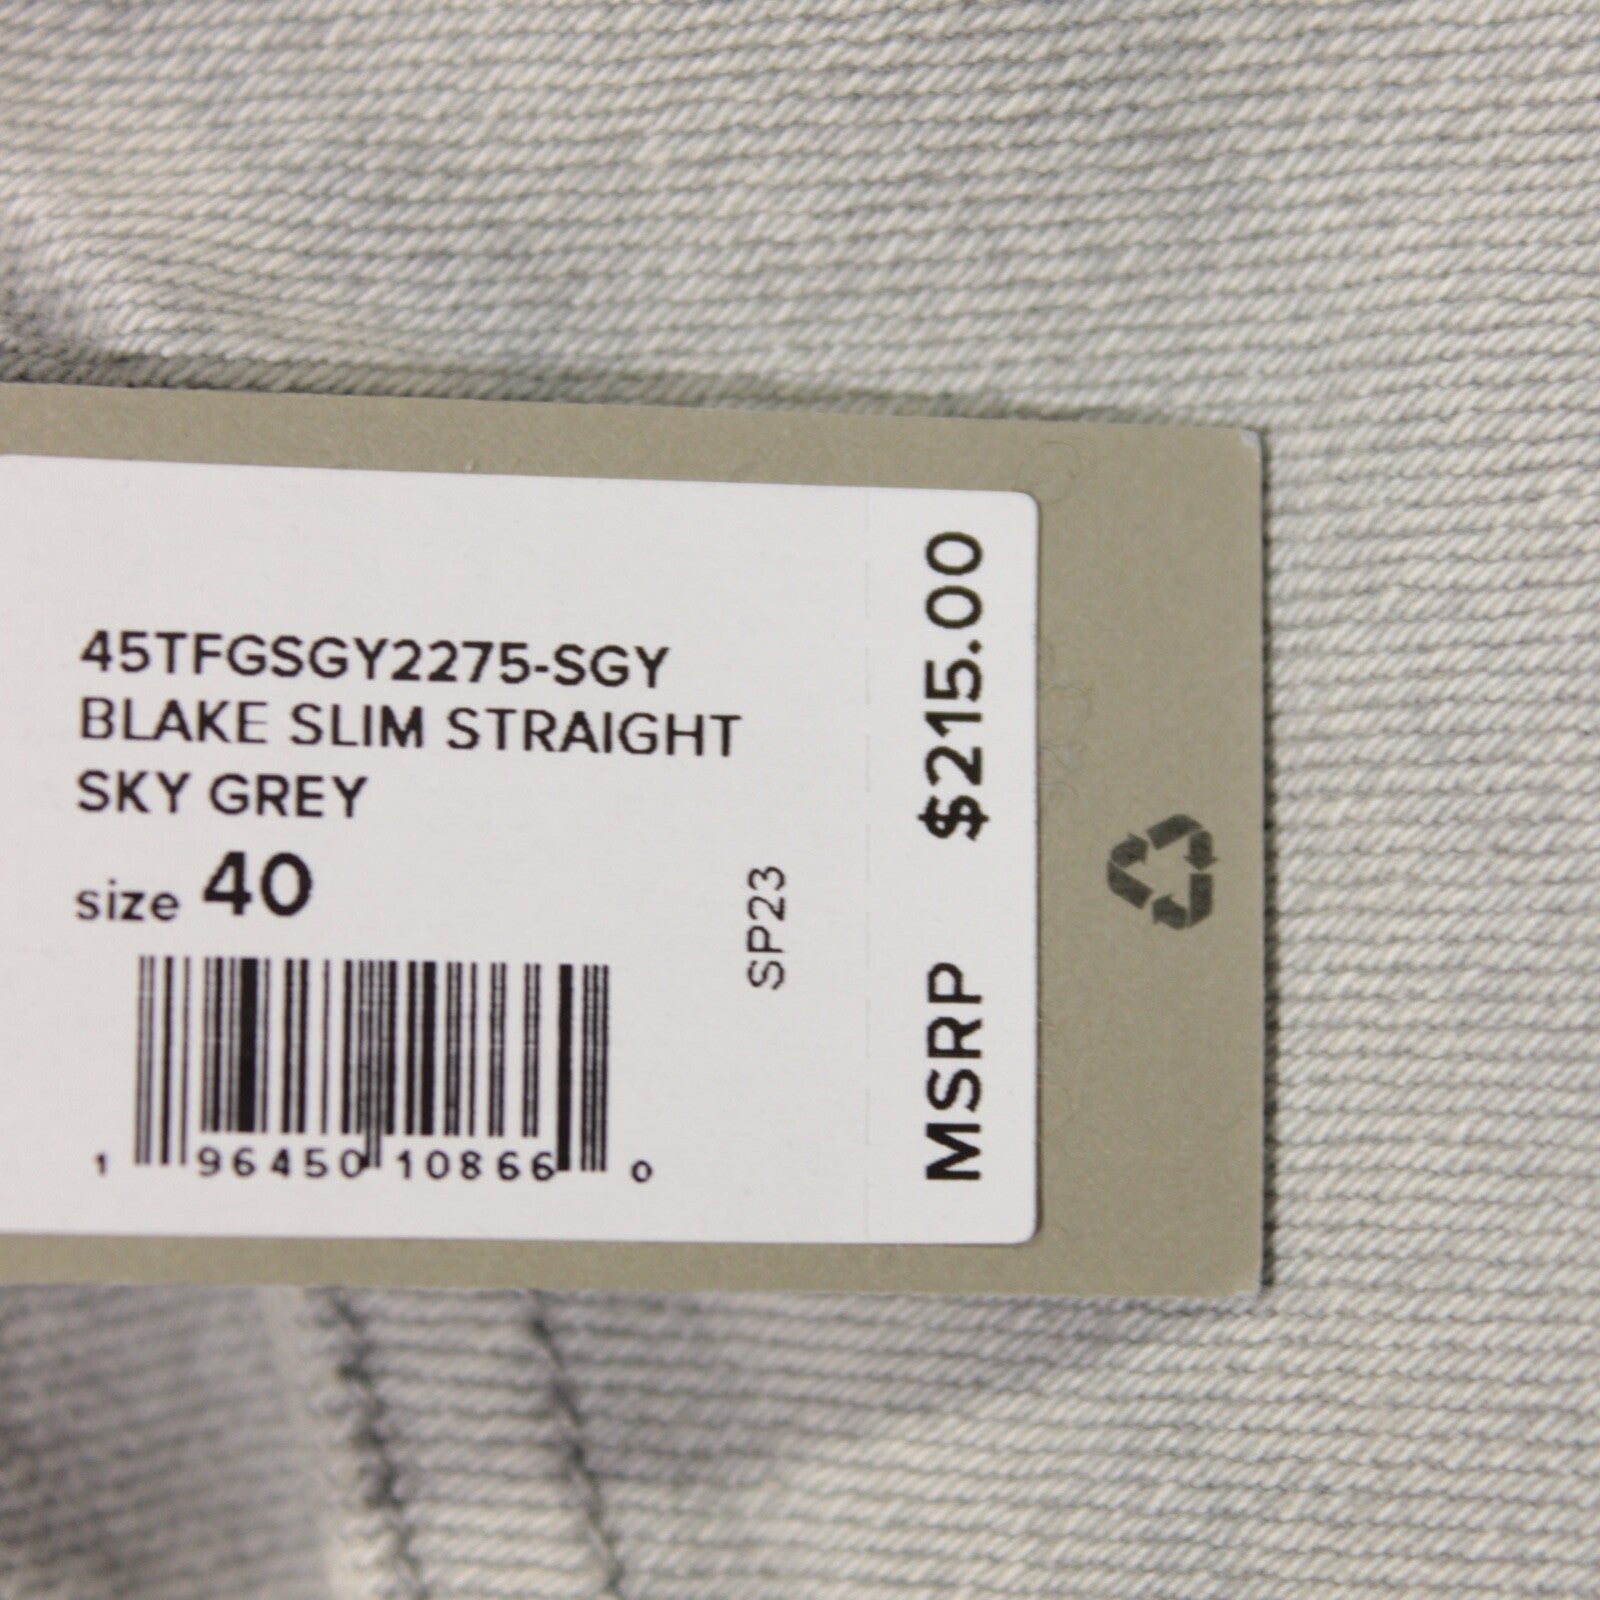 45TFGSGY2275-SGY
BLAKE SLIM STRAIGHT
SKY GREY
size 40
1 96450 10866 0
SP23
MSRP $215.00